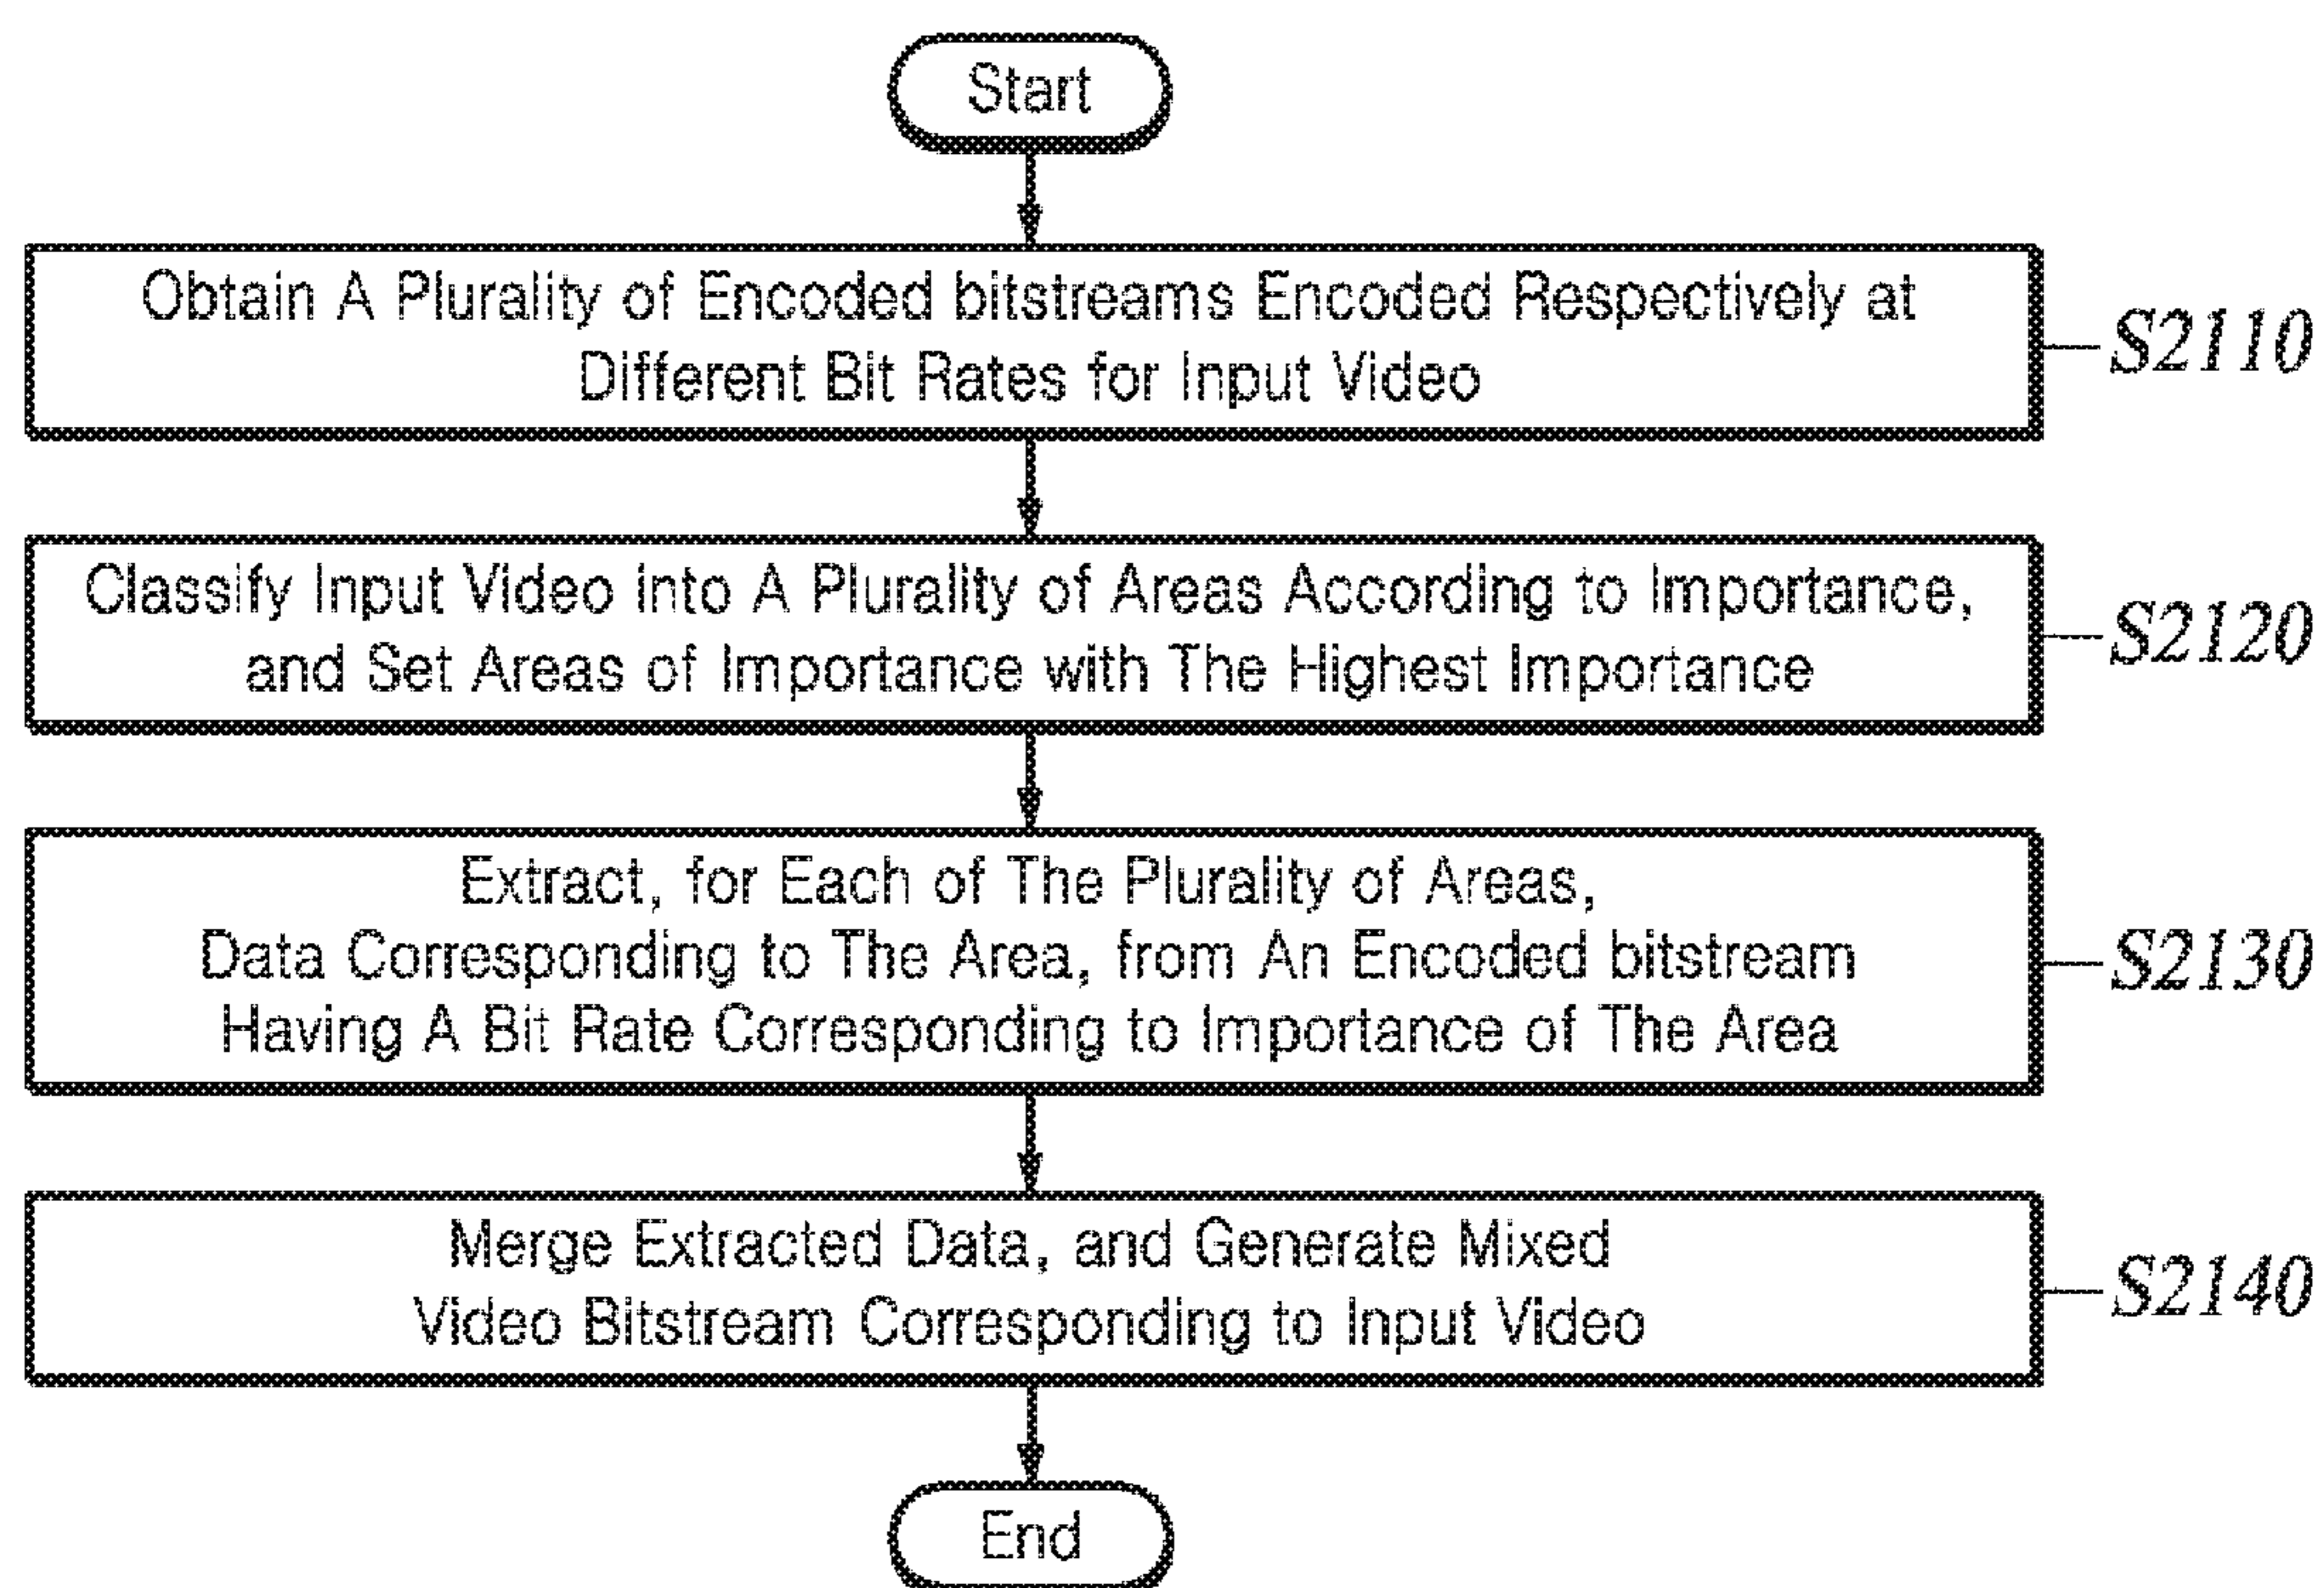 Start
Obtain A Plurality of Encoded bitstreams Encoded Respectively at
Different Bit Rates for Input Video
S2110
Classify Input Video into A Plurality of Areas According to Importance,
and Set Areas of Importance with The Highest Importance
S2120
Extract, for Each of The Plurality of Areas,
Data Corresponding to The Area, from An Encoded bitstream
Having A Bit Rate Corresponding to Importance of The Area
S2130
Merge Extracted Data, and Generate Mixed
Video Bitstream Corresponding to Input Video
S2140
End